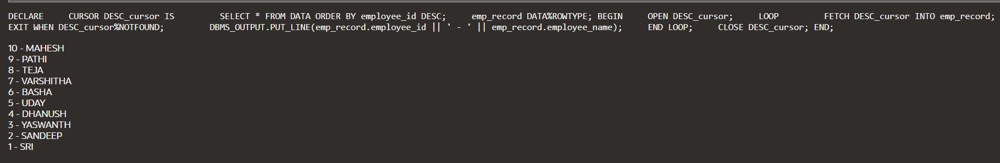 DECLARE     CURSOR DESC_cursor IS         SELECT * FROM DATA ORDER BY employee_id DESC;     emp_record DATA%ROWTYPE; BEGIN     OPEN DESC_cursor;     LOOP         FETCH DESC_cursor INTO emp_record;
EXIT WHEN DESC_cursor%NOTFOUND;         DBMS_OUTPUT.PUT_LINE(emp_record.employee_id || ' - ' || emp_record.employee_name);     END LOOP;     CLOSE DESC_cursor; END;
10 - MAHESH
9 - PATHI
8 - TEJA
7 - VARSHITHA
6 - BASHA
5 - UDAY
4 - DHANUSH
3 - YASWANTH
2 - SANDEEP
1 - SRI